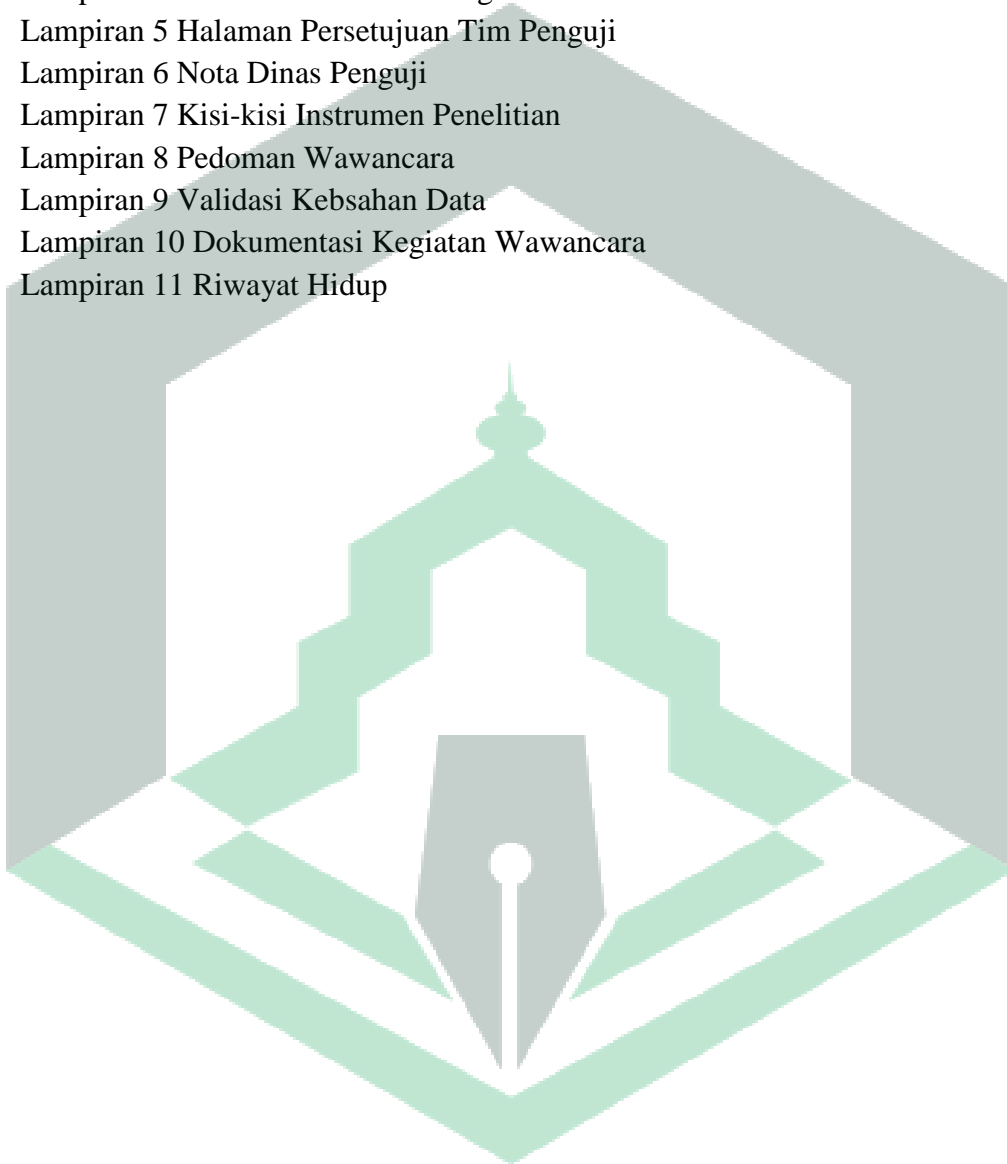 Lampiran 5 Halaman Persetujuan Tim Penguji
Lampiran 6 Nota Dinas Penguji
Lampiran 7 Kisi-kisi Instrumen Penelitian
Lampiran 8 Pedoman Wawancara
Lampiran 9 Validasi Kebsahan Data
Lampiran 10 Dokumentasi Kegiatan Wawancara
Lampiran 11 Riwayat Hidup